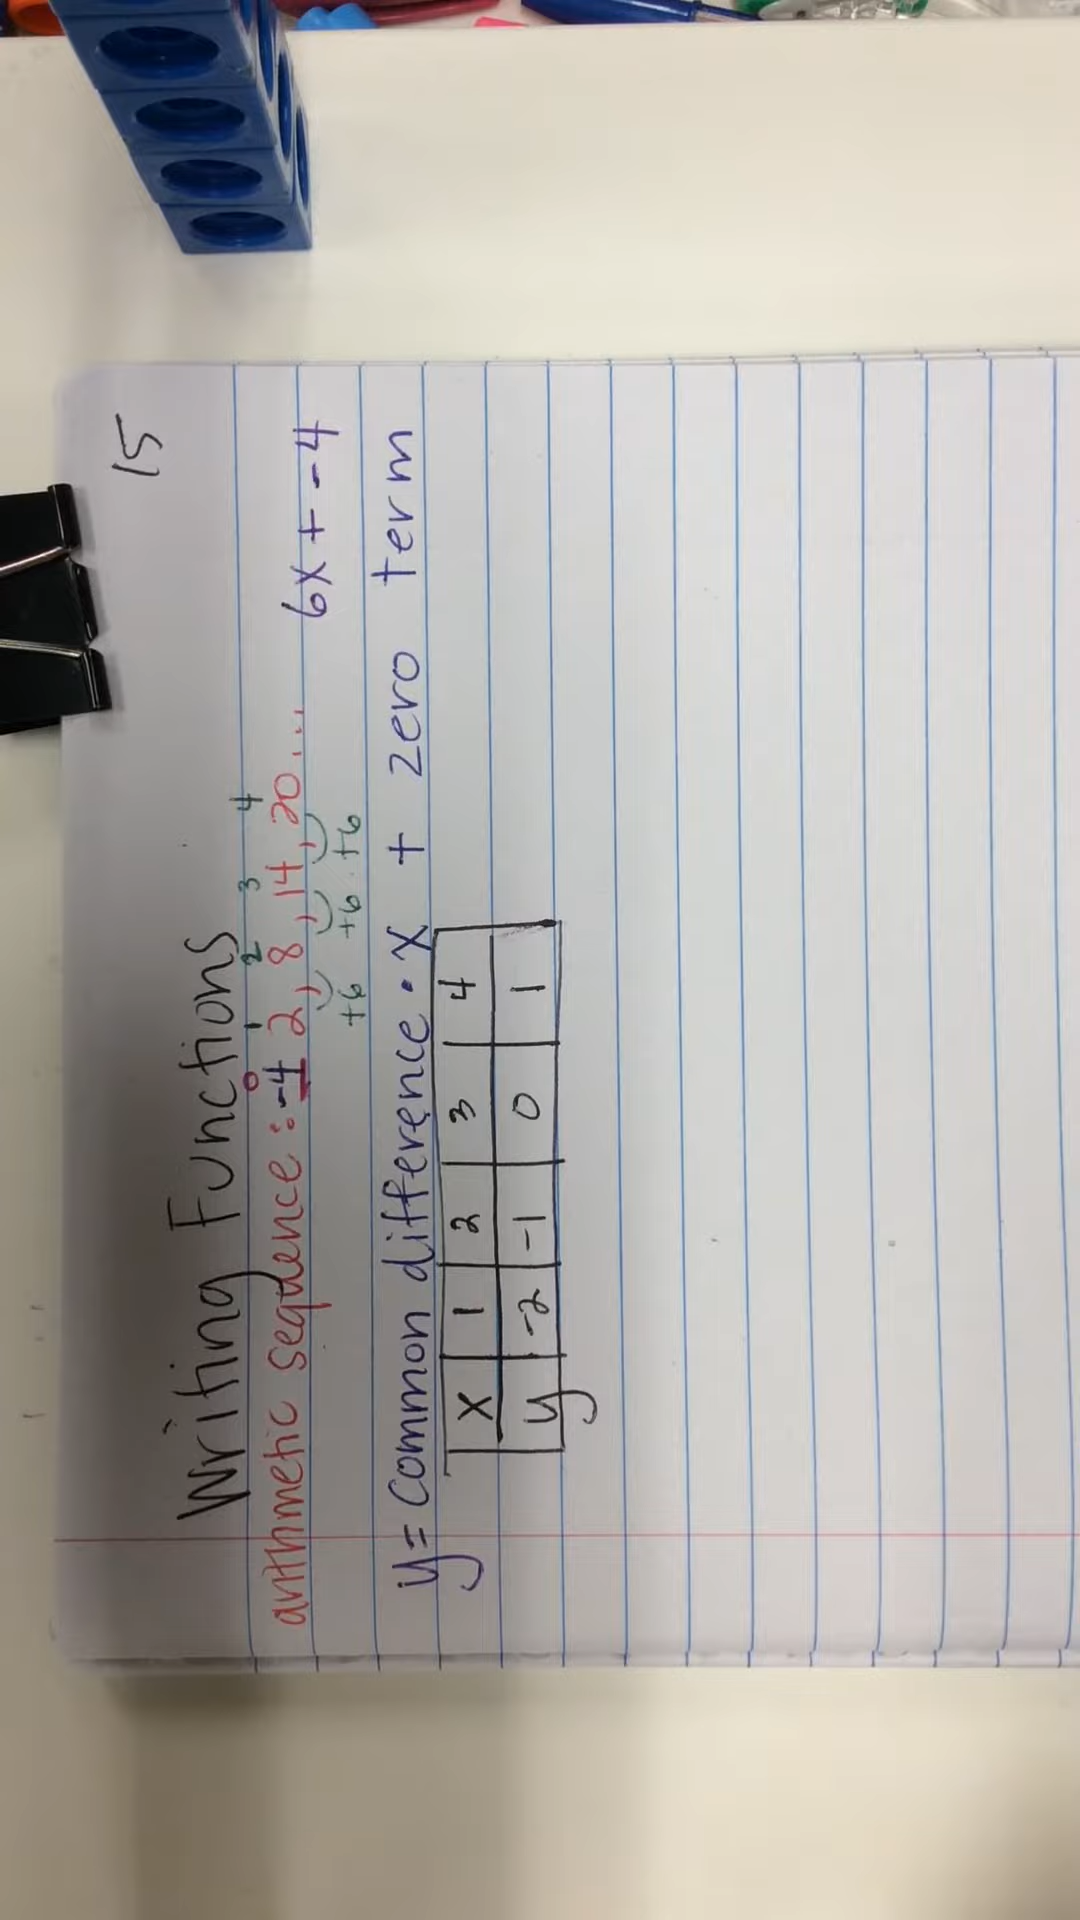 15
Writing Functions
0 1 2 3 4
arithmetic sequence: -4 2, 8, 14, 20... 6x + -4
+6 +6 +6
y = common difference · x + zero term
x 1 2 3 4
y -2 -1 0 1